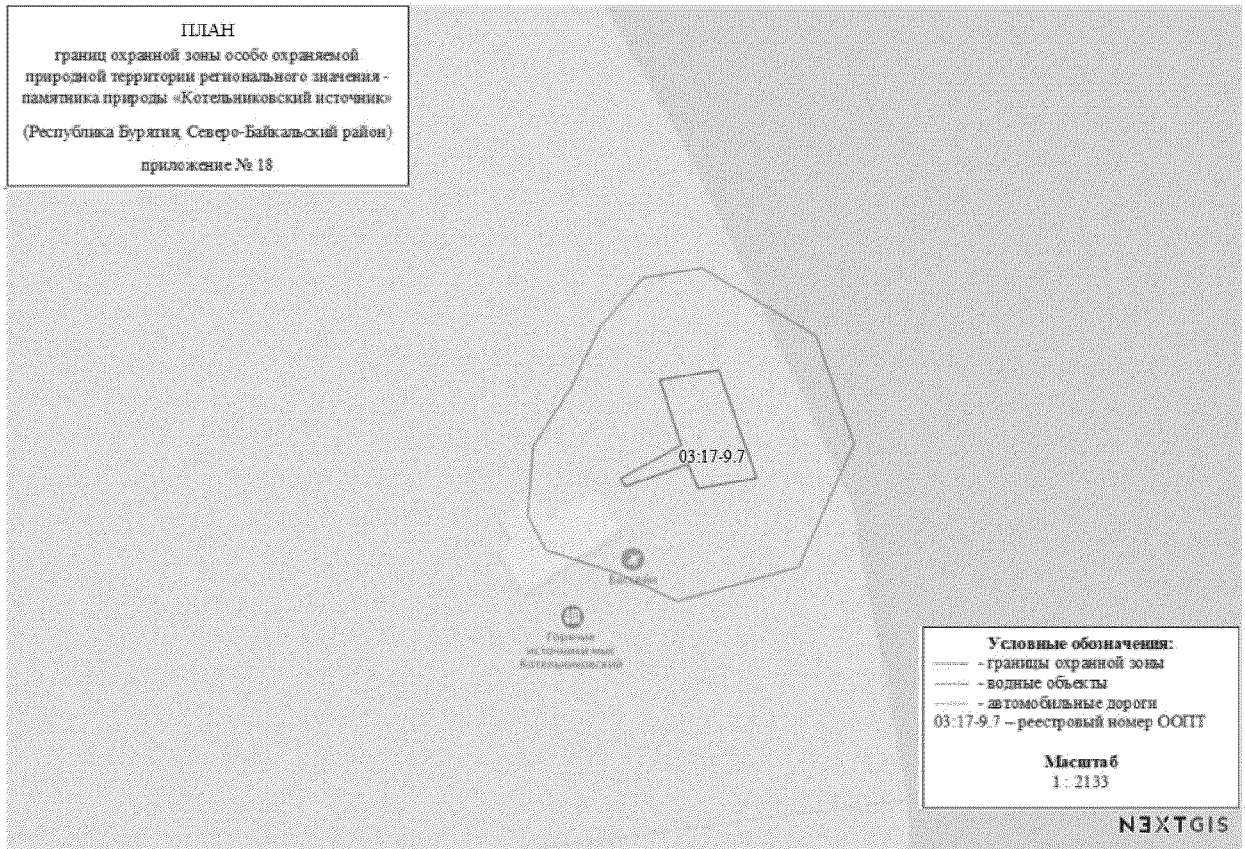 ПЛАН
границ охранной зоны особо охраняемой
природной территории регионального значения -
памятника природы «Котельниковский источник»
(Республика Бурятия, Северо-Байкальский район)
приложение № 18
03:17-9.7
Бассейн
Горячие
источники мыс
Котельниковский
Условные обозначения:
- границы охранной зоны
- водные объекты
- автомобильные дороги
03:17-9.7 – реестровый номер ООПТ
Масштаб
1 : 2133
NEXTGIS